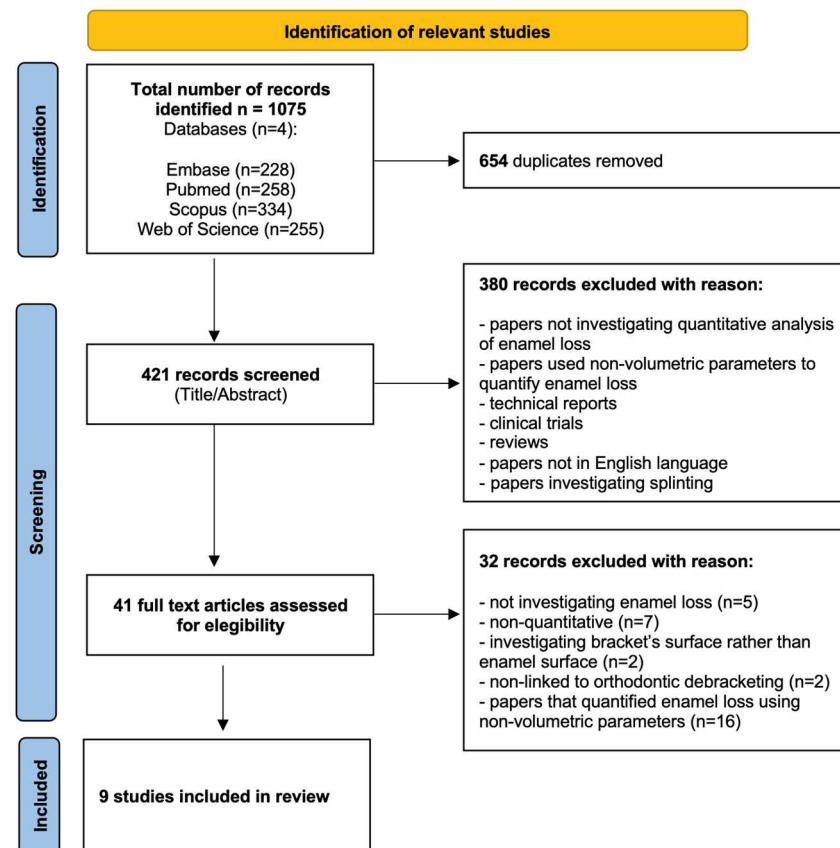 Identification of relevant studies
Identification
Total number of records
identified n = 1075
Databases (n=4):
Embase (n=228)
Pubmed (n=258)
Scopus (n=334)
Web of Science (n=255)
654 duplicates removed
Screening
421 records screened
(Title/Abstract)
380 records excluded with reason:
- papers not investigating quantitative analysis
of enamel loss
- papers used non-volumetric parameters to
quantify enamel loss
- technical reports
- clinical trials
- reviews
- papers not in English language
- papers investigating splinting
41 full text articles assessed
for elegibility
32 records excluded with reason:
- not investigating enamel loss (n=5)
- non-quantitative (n=7)
- investigating bracket's surface rather than
enamel surface (n=2)
- non-linked to orthodontic debracketing (n=2)
- papers that quantified enamel loss using
non-volumetric parameters (n=16)
Included
9 studies included in review